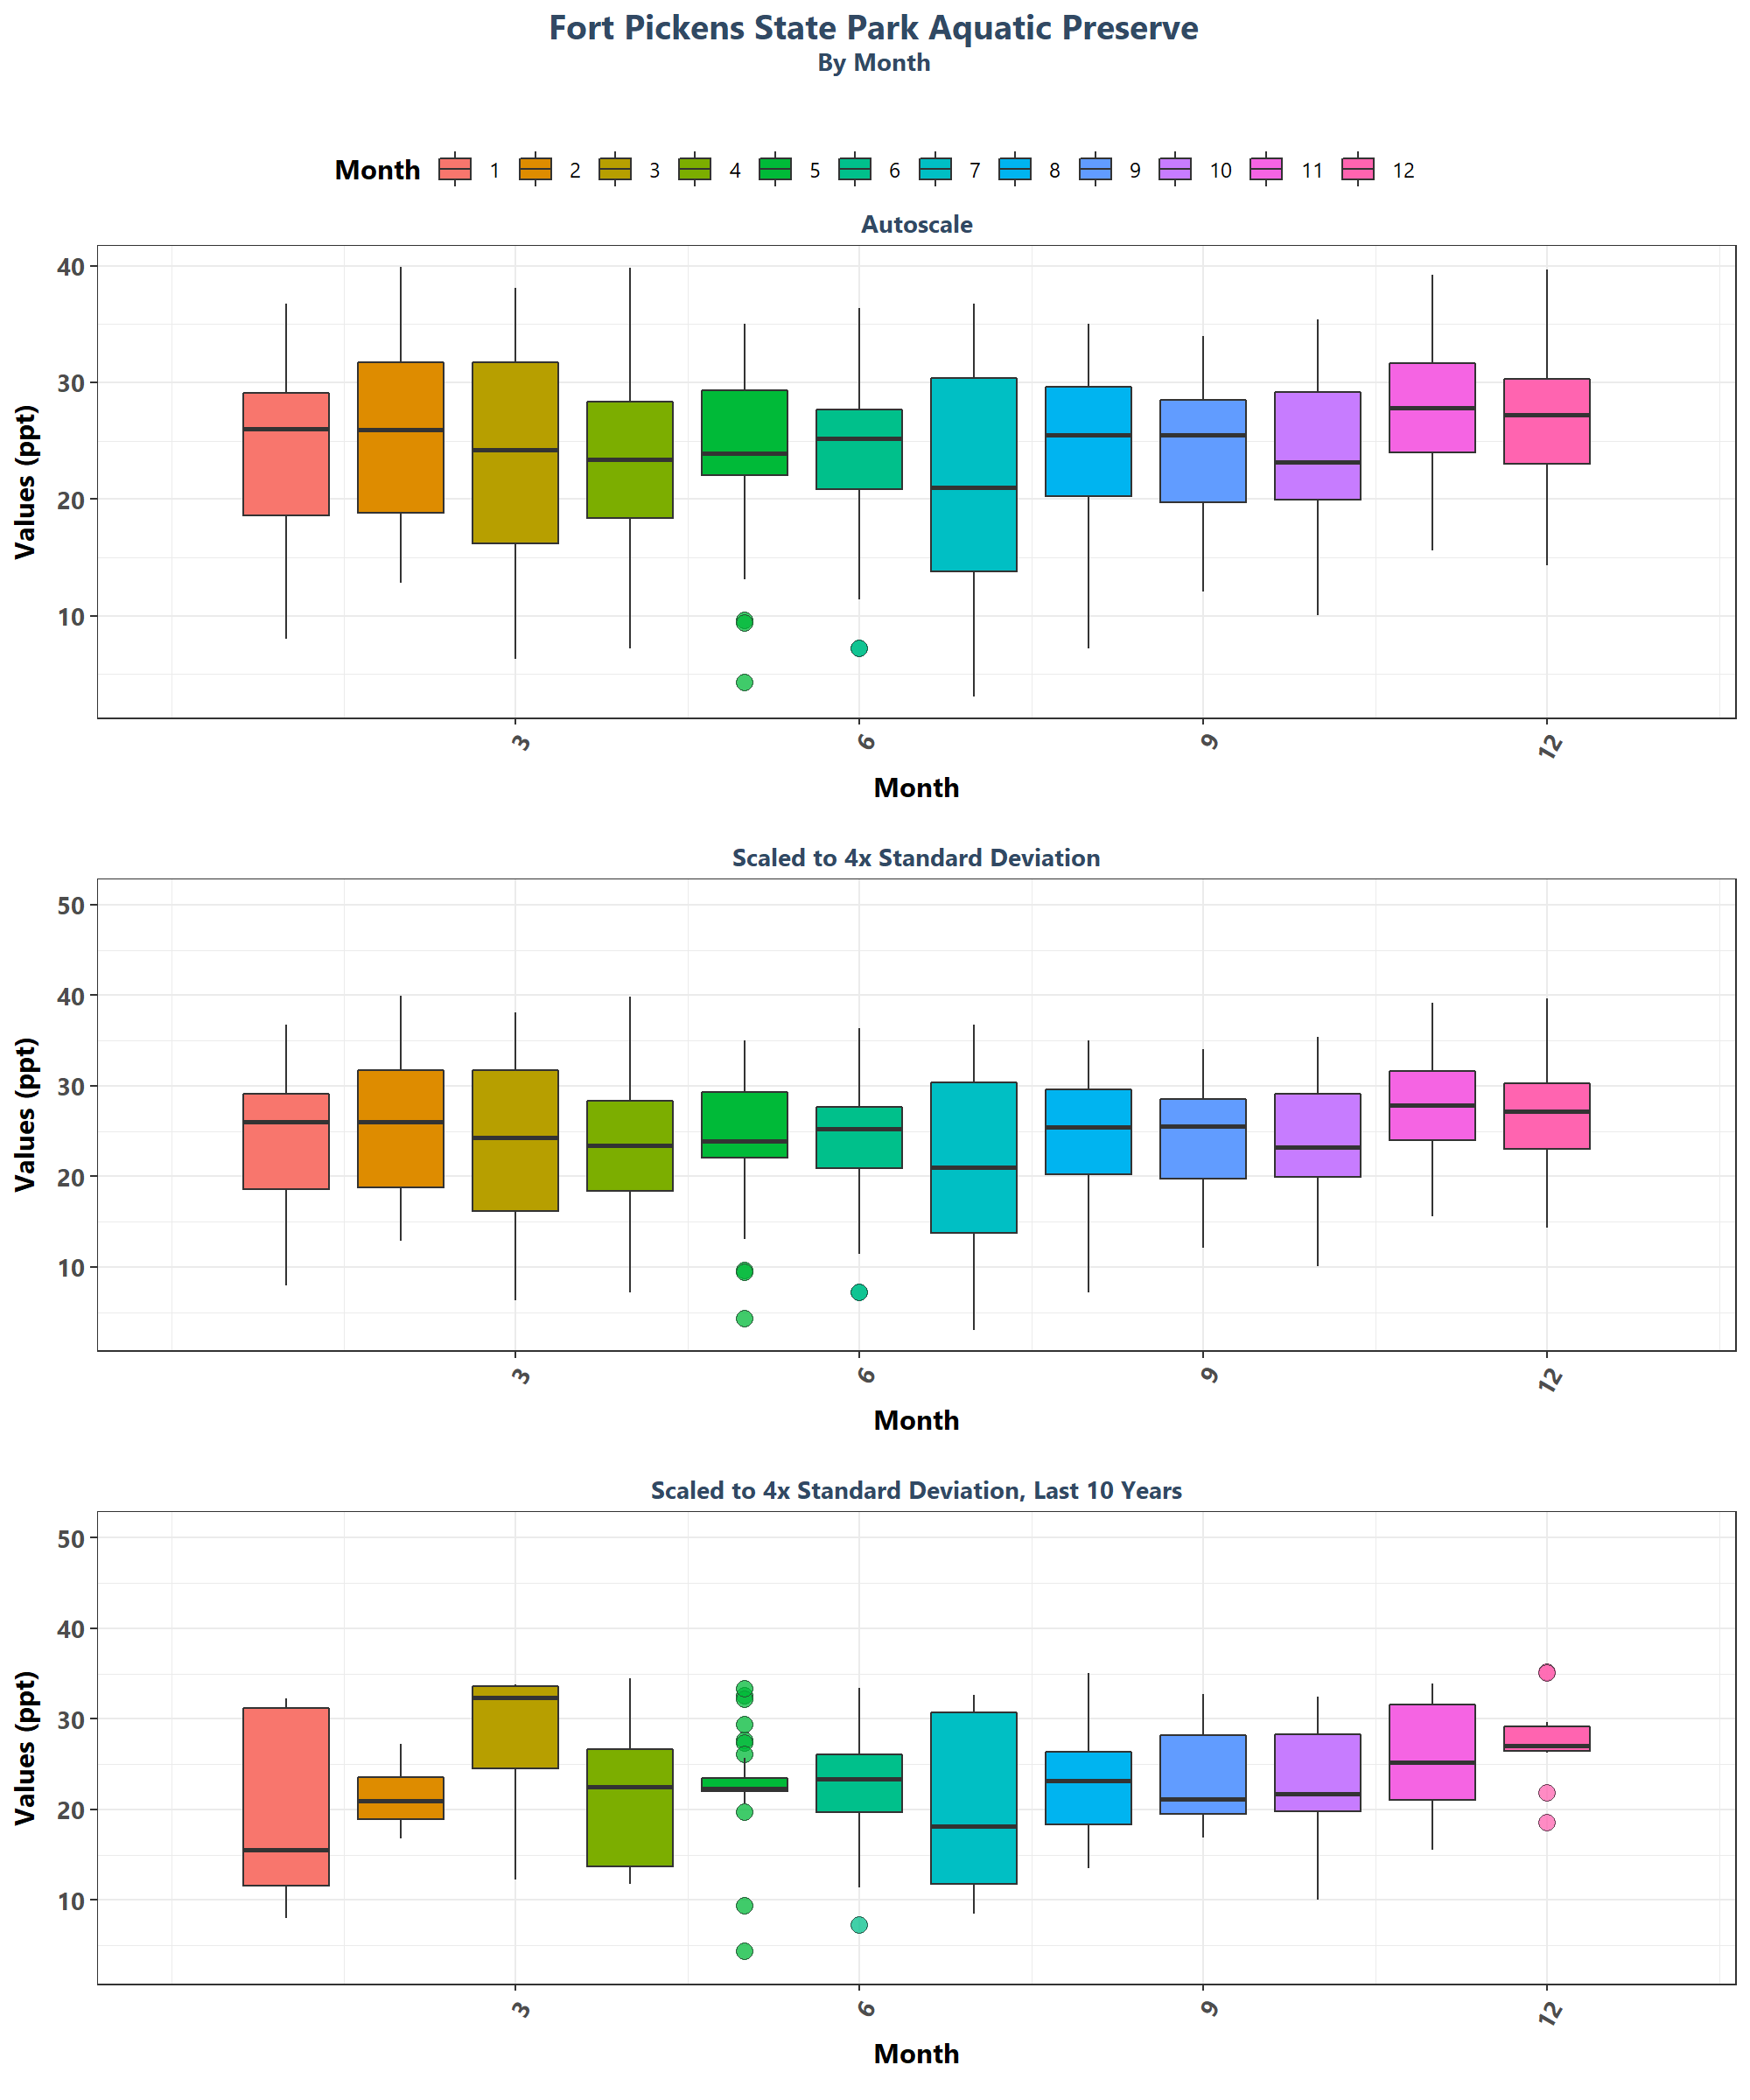 Fort Pickens State Park Aquatic Preserve
By Month
Month 1 2 3 4 5 6 7 8 9 10 11 12
Autoscale
40
30
20
10
Values (ppt)
3 6 9 12
Month
Scaled to 4x Standard Deviation
50
40
30
20
10
Values (ppt)
3 6 9 12
Month
Scaled to 4x Standard Deviation, Last 10 Years
50
40
30
20
10
Values (ppt)
3 6 9 12
Month